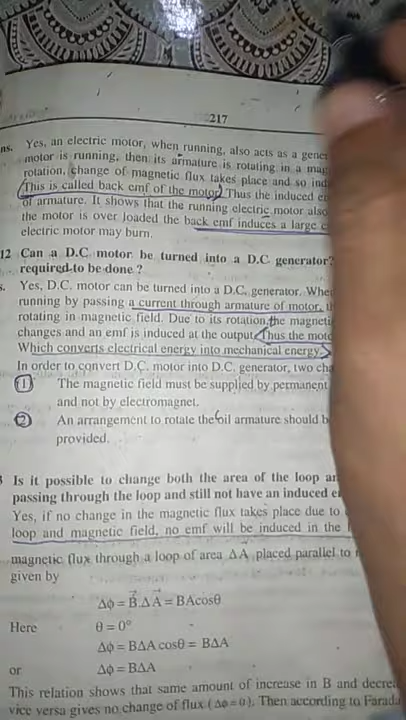 217
ns. Yes, an electric motor, when running, also acts as a gener
motor is running, then its armature is rotating in a mag
rotation, change of magnetic flux takes place and so ind
(This is called back emf of the motor) Thus the induced e
of armature. It shows that the running electric motor also
the motor is over loaded the back emf induces a large c
electric motor may burn.
12 Can a D.C. motor be turned into a D.C. generator?
required to be done ?
s. Yes, D.C. motor can be turned into a D.C. generator. Whe
running by passing a current through armature of motor,
rotating in magnetic field. Due to its rotation, the magneti
changes and an emf is induced at the output. Thus the moto
Which converts electrical energy into mechanical energy.
In order to convert D.C. motor into D.C. generator, two cha
(1) The magnetic field must be supplied by permanent
and not by electromagnet.
(2) An arrangement to rotate the coil armature should b
provided.
Is it possible to change both the area of the loop an
passing through the loop and still not have an induced e
Yes, if no change in the magnetic flux takes place due to
loop and magnetic field, no emf will be induced in the
magnetic flux through a loop of area ΔA placed parallel to
given by
Δϕ = B⃗.ΔA⃗ = BAcosθ
Here θ = 0°
Δϕ = BΔA cosθ = BΔA
or Δϕ = BΔA
This relation shows that same amount of increase in B and decrea
vice versa gives no change of flux (Δϕ = 0). Then according to Farada